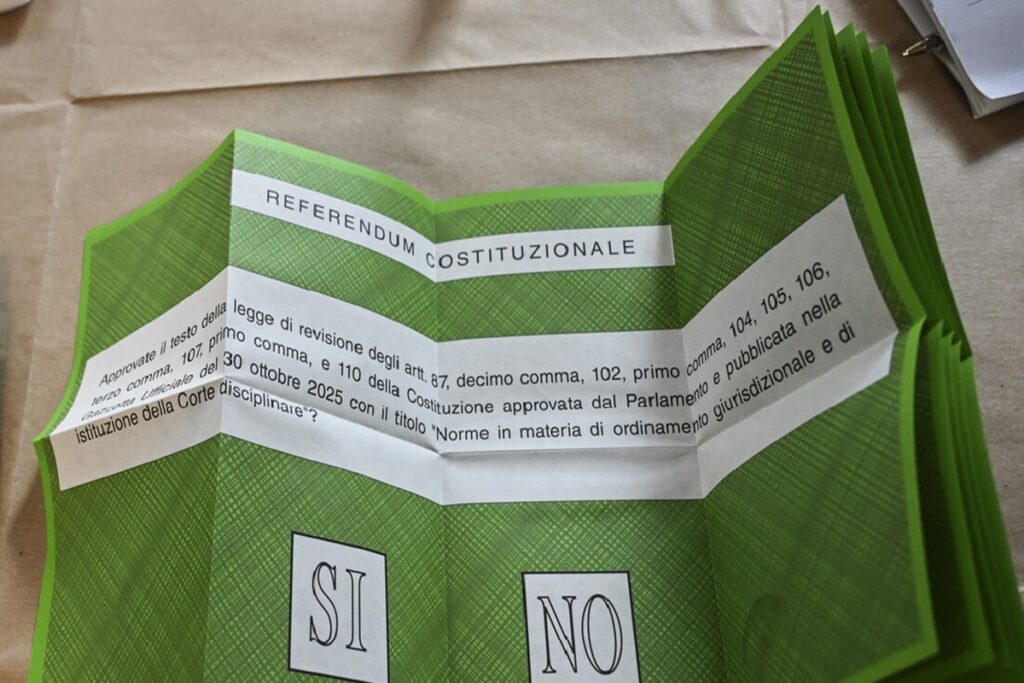 REFERENDUM COSTITUZIONALE
Approvate il testo della legge di revisione degli artt. 87, decimo comma, 102, primo comma, 104, 105, 106,
terzo comma, 107, primo comma, e 110 della Costituzione approvata dal Parlamento e pubblicata nella
Gazzetta Ufficiale del 30 ottobre 2025 con il titolo "Norme in materia di ordinamento giurisdizionale e di
istituzione della Corte disciplinare"?
SI
NO